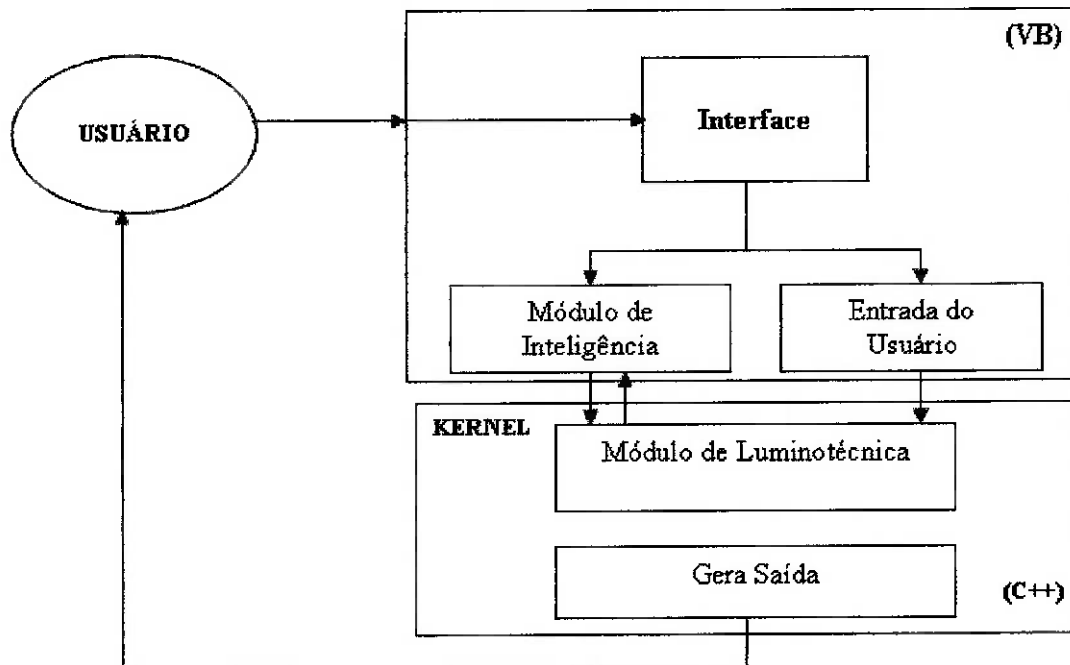 (VB)
USUÁRIO
Interface
Módulo de
Inteligência
Entrada do
Usuário
KERNEL
Módulo de Luminotécnica
Gera Saída
(C++)